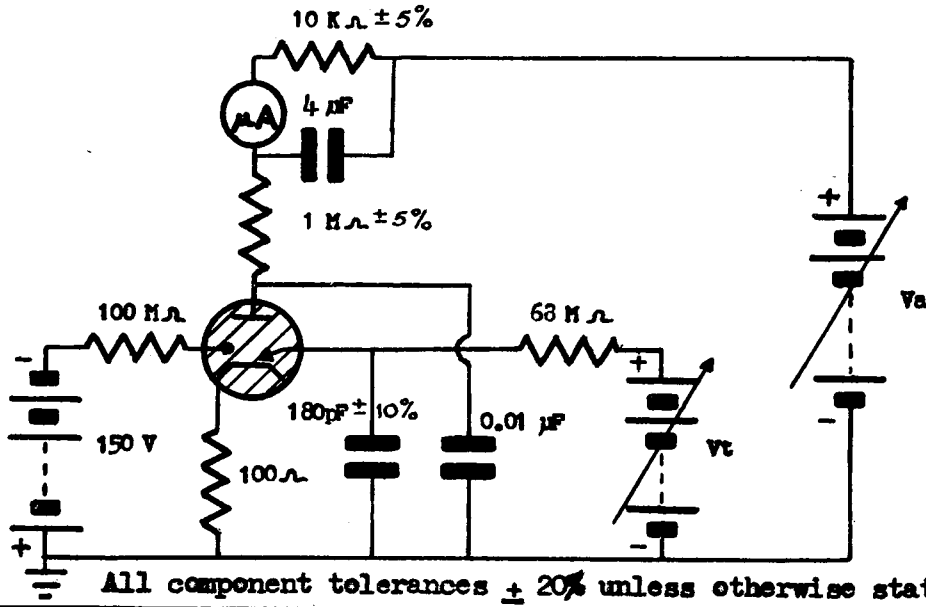 10 KΩ ±5%
µA
4 µF
1 MΩ ±5%
+
Va
100 MΩ
68 MΩ
-
+
180pF ± 10%
0.01 µF
150 V
Vt
-
100Ω
+
-
All component tolerances ± 20% unless otherwise stat